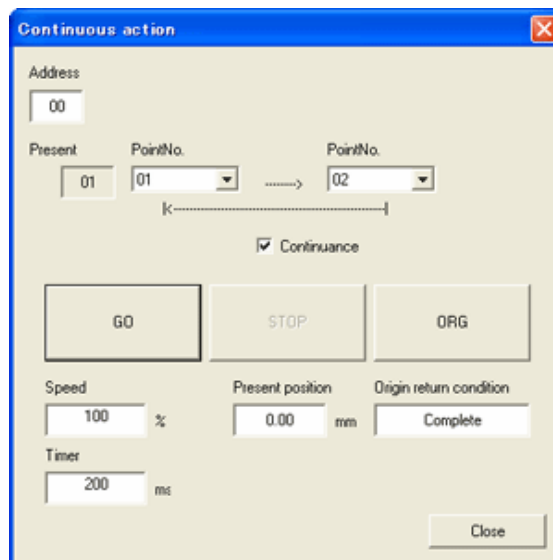 Continuous action
Address
00
Present PointNo. PointNo.
01 01 ------> 02
Continuance
GO STOP ORG
Speed Present position Origin return condition
100 % 0.00 mm Complete
Timer
200 ms
Close